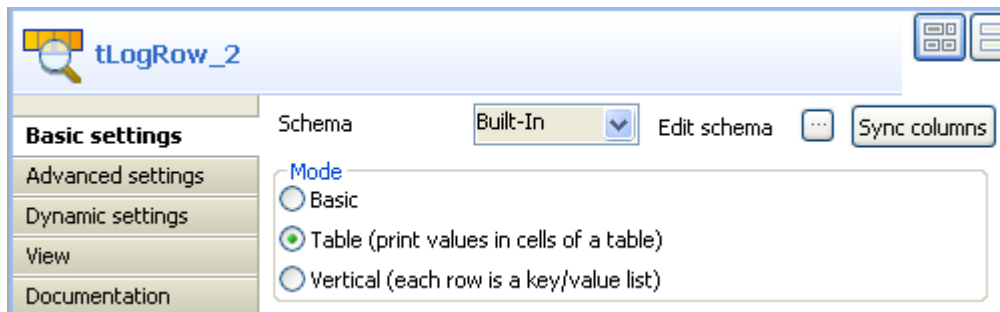 tLogRow_2
Basic settings
Advanced settings
Dynamic settings
View
Documentation
Schema Built-In Edit schema ... Sync columns
Mode
Basic
Table (print values in cells of a table)
Vertical (each row is a key/value list)